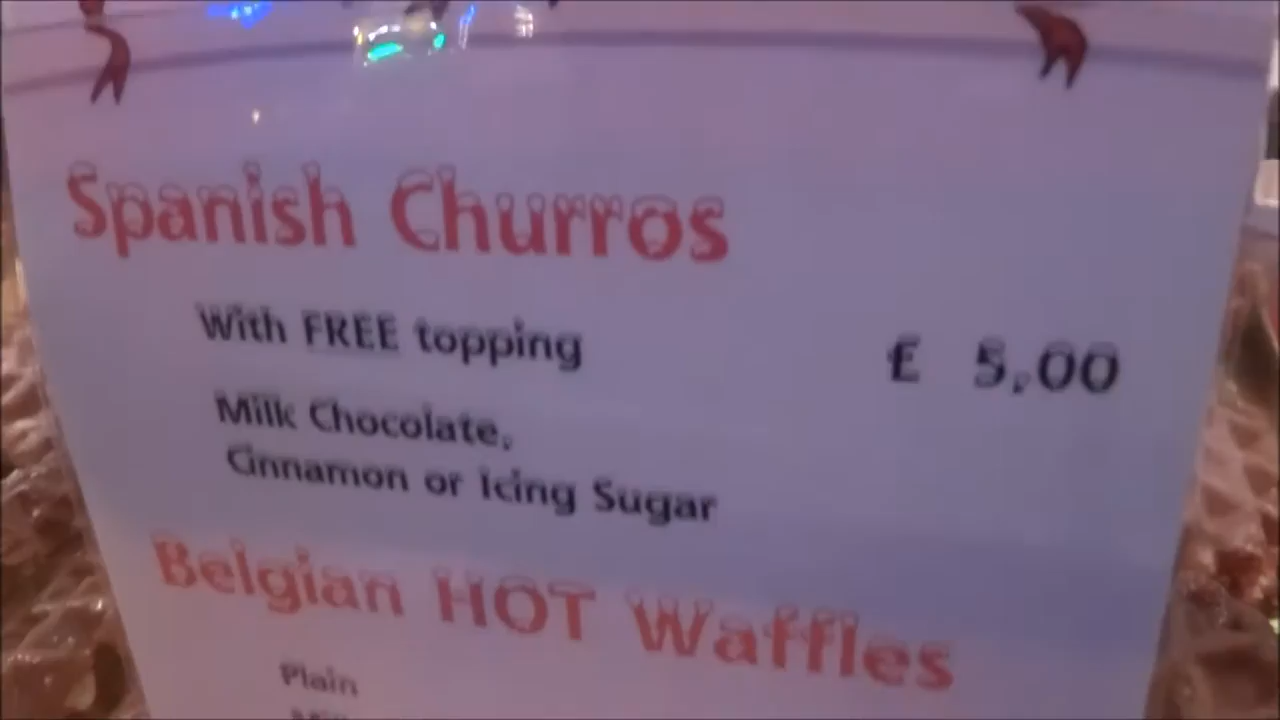 Spanish Churros
With FREE topping £ 5,00
Milk Chocolate,
Cinnamon or Icing Sugar
Belgian HOT Waffles
Plain